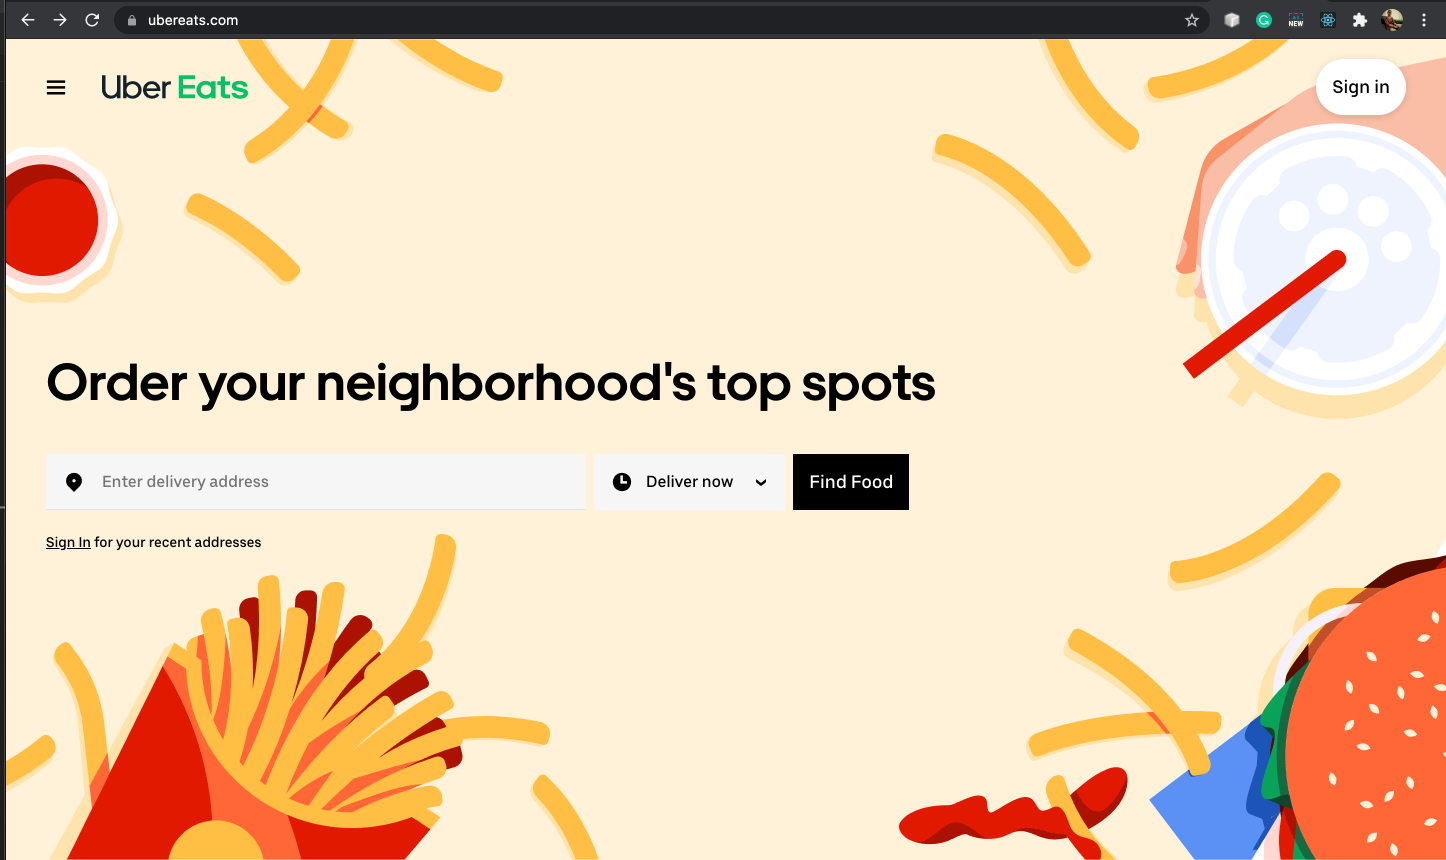 ubereats.com
NEW
Uber Eats
Sign in
Order your neighborhood's top spots
Enter delivery address
Deliver now
Find Food
Sign In for your recent addresses